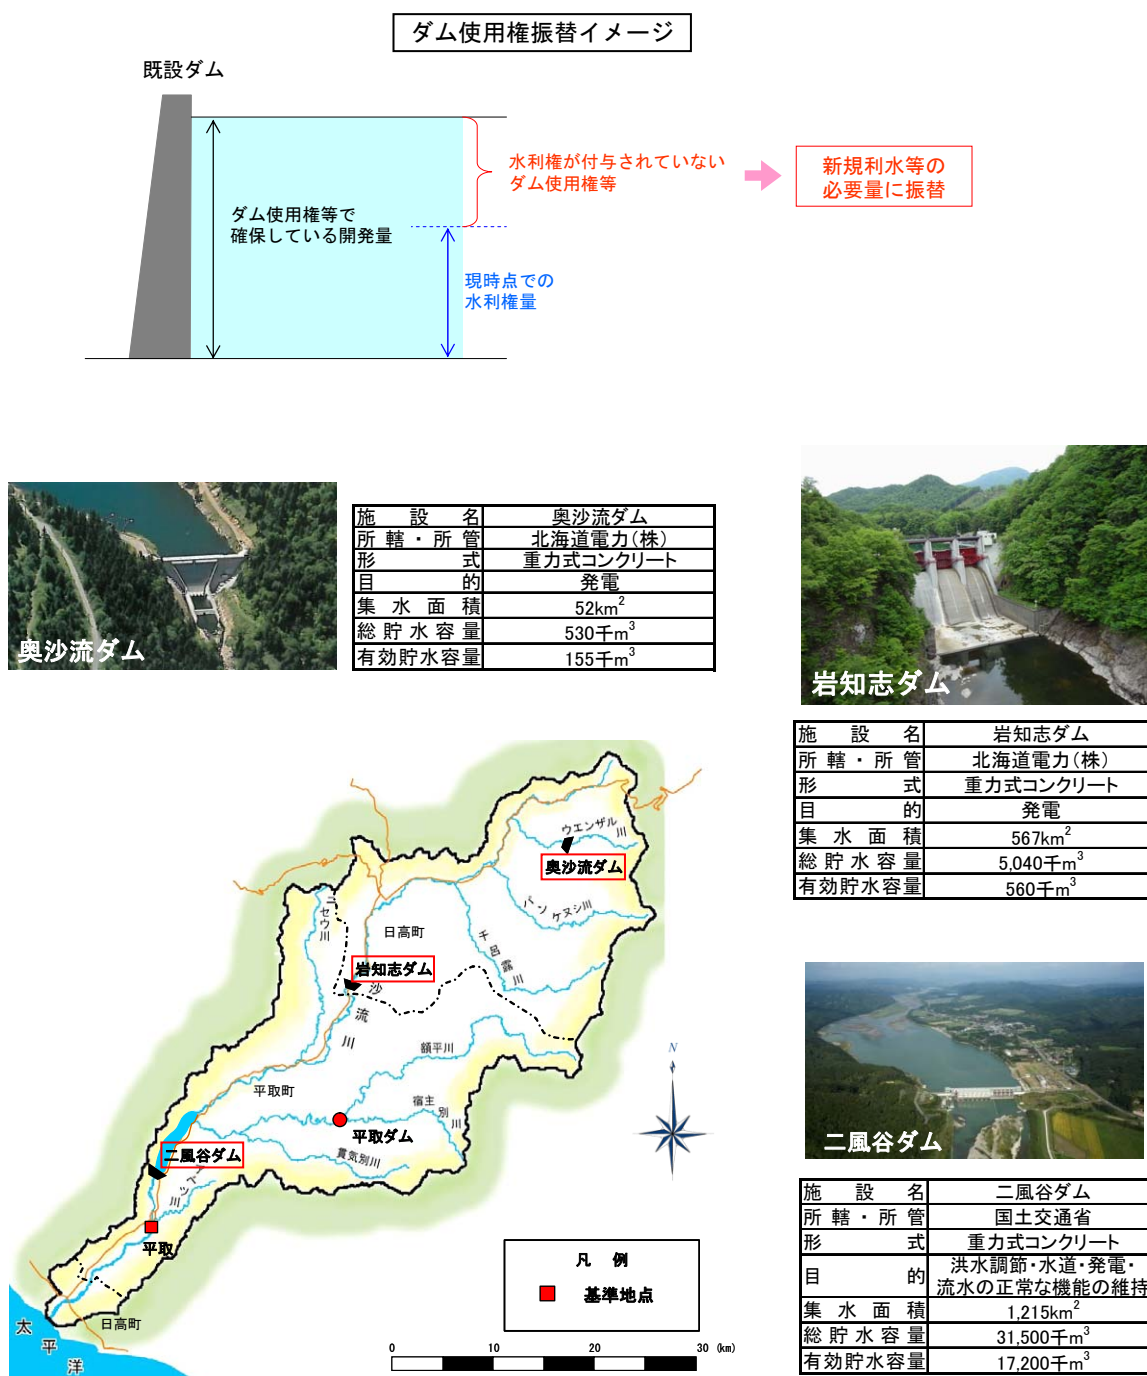 ダム使用権振替イメージ
既設ダム
水利権が付与されていない
ダム使用権等
新規利水等の
必要量に振替
ダム使用権等で
確保している開発量
現時点での
水利権量
奥沙流ダム
施設名 奥沙流ダム
所轄・所管 北海道電力(株)
形式 重力式コンクリート
目的 発電
集水面積 52km²
総貯水容量 530千m³
有効貯水容量 155千m³
岩知志ダム
施設名 岩知志ダム
所轄・所管 北海道電力(株)
形式 重力式コンクリート
目的 発電
集水面積 567km²
総貯水容量 5,040千m³
有効貯水容量 560千m³
ウエンザル川
奥沙流ダム
パンケヌシ川
ニセウ川
日高町
千呂露川
岩知志ダム
沙流川
額平川
平取町
宿主別川
平取ダム
貫気別川
二風谷ダム
アベツ川
平取
日高町
太平洋
N
凡例
基準地点
0 10 20 30 (km)
二風谷ダム
施設名 二風谷ダム
所轄・所管 国土交通省
形式 重力式コンクリート
目的 洪水調節・水道・発電・
流水の正常な機能の維持
集水面積 1,215km²
総貯水容量 31,500千m³
有効貯水容量 17,200千m³